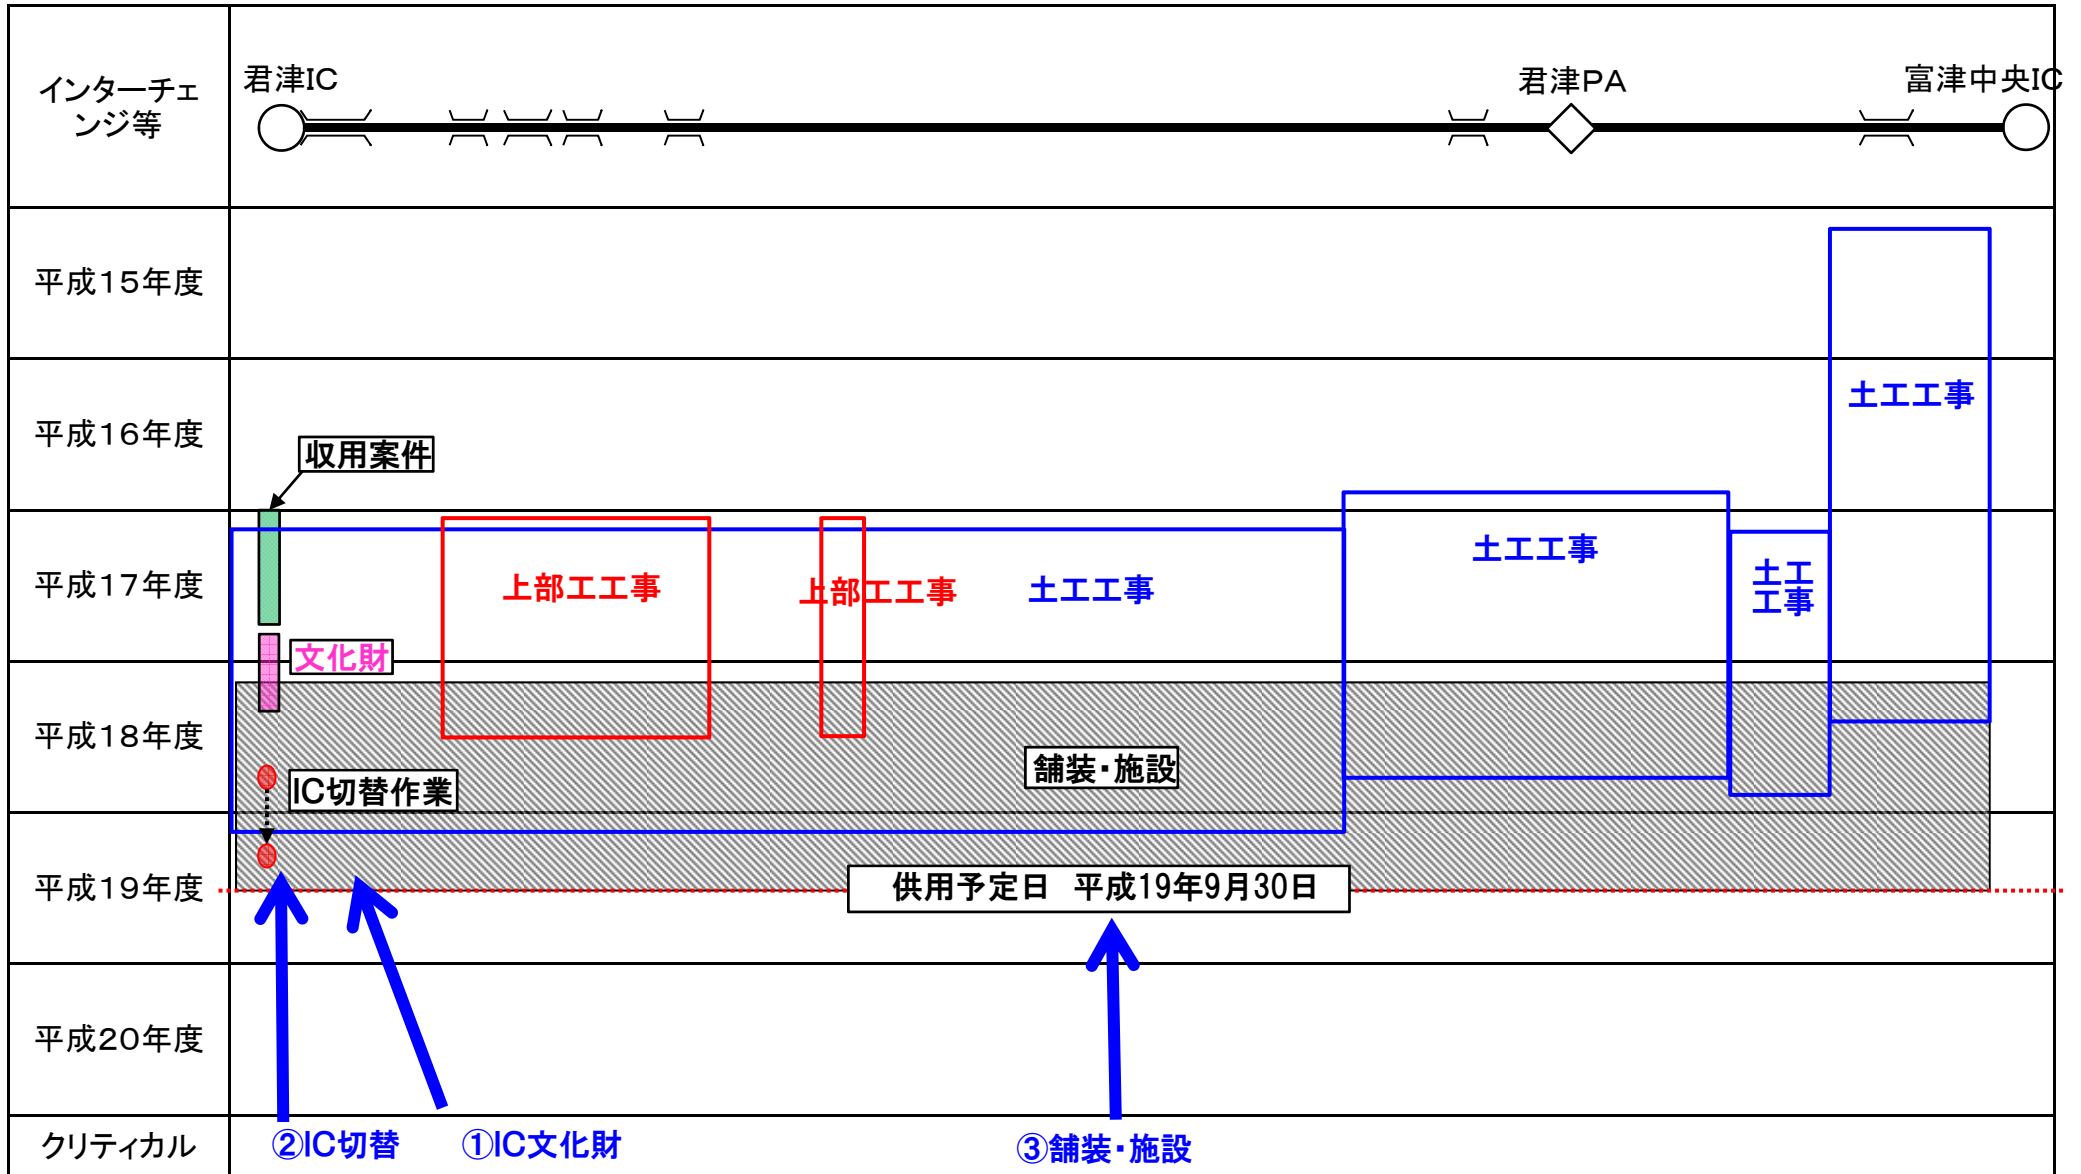 インターチェ
ンジ等
君津IC
君津PA
富津中央IC
平成15年度
平成16年度
土工工事
収用案件
平成17年度
上部工工事
上部工工事
土工工事
土工工事
土工
工事
文化財
平成18年度
IC切替作業
舗装・施設
平成19年度
供用予定日 平成19年9月30日
平成20年度
クリティカル
②IC切替
①IC文化財
③舗装・施設